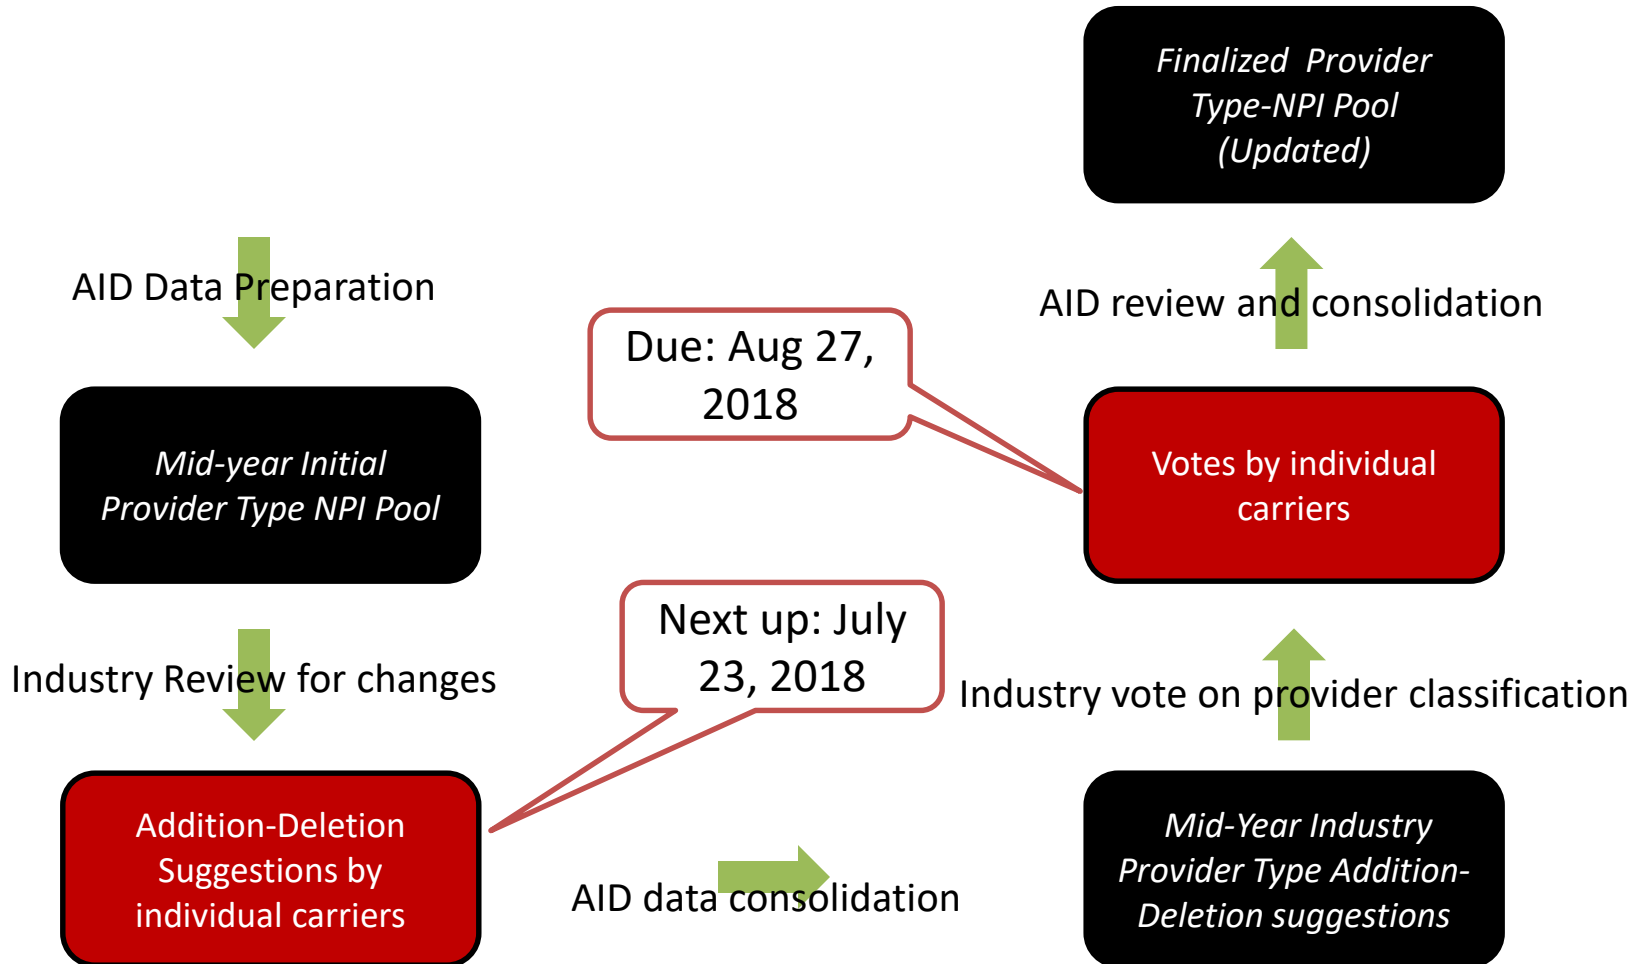 AID Data Preparation
Mid-year Initial
Provider Type NPI Pool
Industry Review for changes
Addition-Deletion
Suggestions by
individual carriers
Next up: July
23, 2018
AID data consolidation
Mid-Year Industry
Provider Type Addition-
Deletion suggestions
Industry vote on provider classification
Votes by individual
carriers
Due: Aug 27,
2018
AID review and consolidation
Finalized Provider
Type-NPI Pool
(Updated)